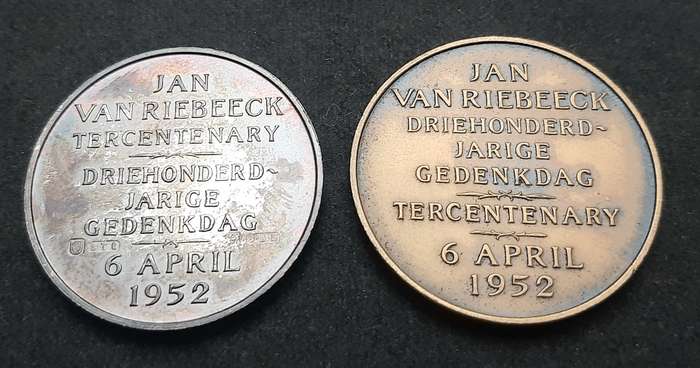 JAN
VAN RIEBEECK
TERCENTENARY
DRIEHONDERD-
JARIGE
GEDENKDAG
6 APRIL
1952
JAN
VAN RIEBEECK
DRIEHONDERD-
JARIGE
GEDENKDAG
TERCENTENARY
6 APRIL
1952